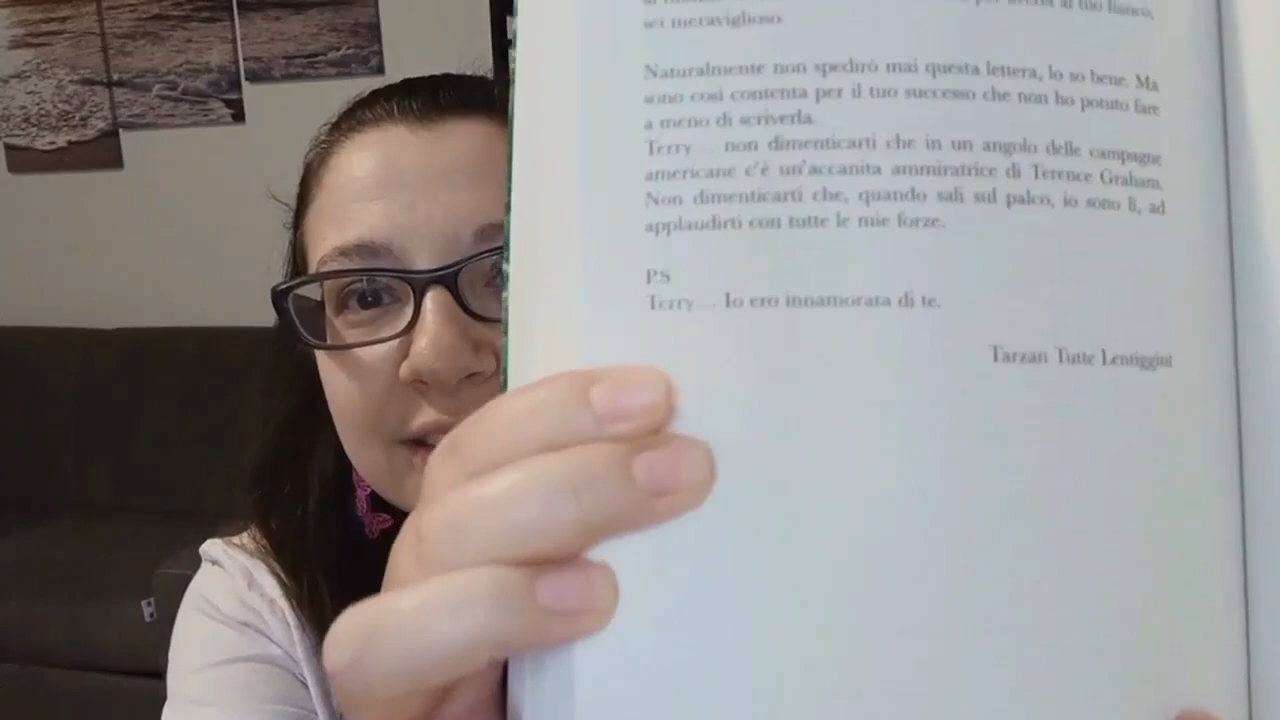 al tuo fianco,
sei meraviglioso.
Naturalmente non spedirò mai questa lettera, lo so bene. Ma
sono così contenta per il tuo successo che non ho potuto fare
a meno di scriverla.
Terry... non dimenticarti che in un angolo delle campagne
americane c'è un'accanita ammiratrice di Terence Graham.
Non dimenticarti che, quando sali sul palco, io sono lì, ad
applaudirti con tutte le mie forze.
PS
Terry... Io ero innamorata di te.
Tarzan Tutte Lentiggini